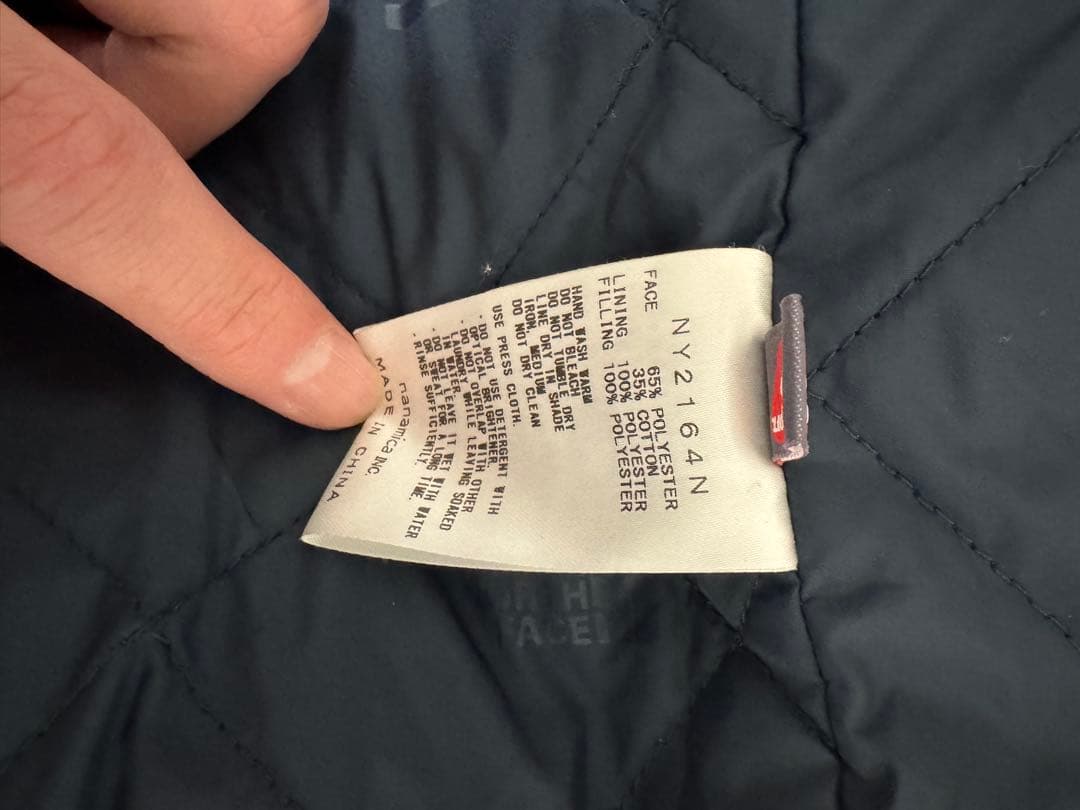 NY2164N
FACE 65% POLYESTER
35% COTTON
LINING 100% POLYESTER
FILLING 100% POLYESTER
HAND WASH WARM
DO NOT BLEACH
DO NOT TUMBLE DRY
LINE DRY IN SHADE
IRON, MEDIUM
DO NOT DRY CLEAN
USE PRESS CLOTH.
· DO NOT USE DETERGENT WITH
OPTICAL BRIGHTENER.
· DO NOT OVERLAP WITH OTHER
LAUNDRY WHILE LEAVING SOAKED
IN WATER.
· DO NOT LEAVE IT WET WITH WATER
OR SWEAT FOR A LONG TIME.
· RINSE SUFFICIENTLY.
nanamica INC.
MADE IN CHINA